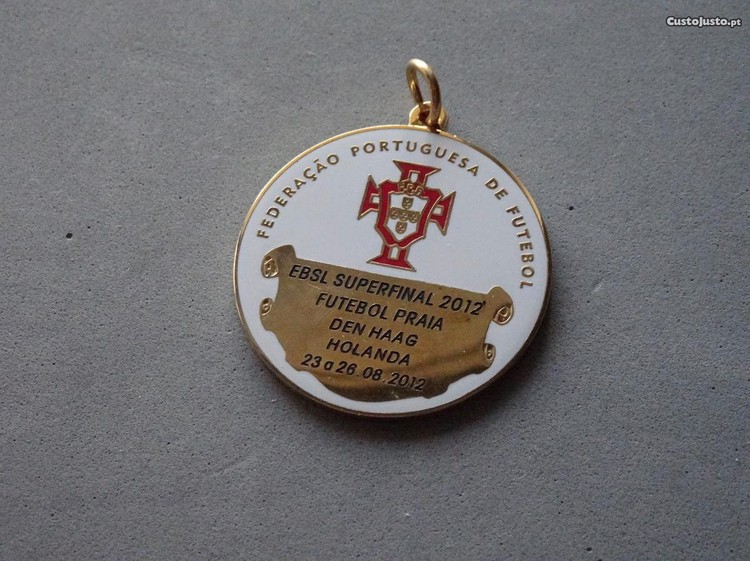 CustoJusto.pt
FEDERAÇÃO PORTUGUESA DE FUTEBOL
EBSL SUPERFINAL 2012
FUTEBOL PRAIA
DEN HAAG
HOLANDA
23 a 26.08.2012